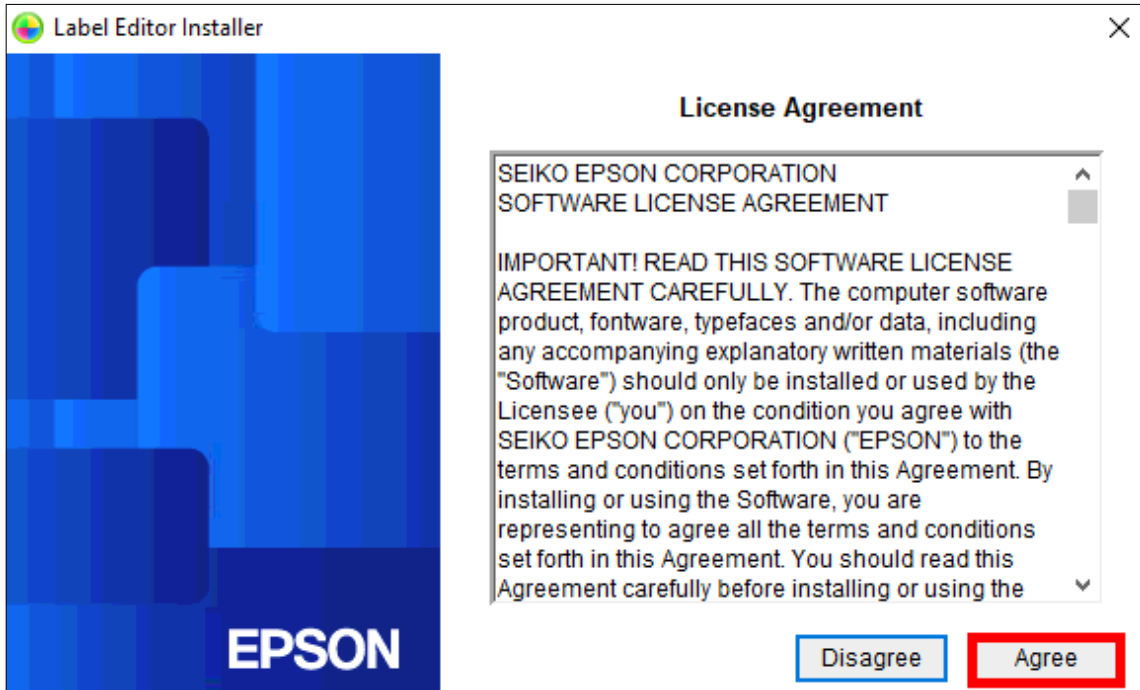 Label Editor Installer
License Agreement
SEIKO EPSON CORPORATION
SOFTWARE LICENSE AGREEMENT
IMPORTANT! READ THIS SOFTWARE LICENSE
AGREEMENT CAREFULLY. The computer software
product, fontware, typefaces and/or data, including
any accompanying explanatory written materials (the
"Software") should only be installed or used by the
Licensee ("you") on the condition you agree with
SEIKO EPSON CORPORATION ("EPSON") to the
terms and conditions set forth in this Agreement. By
installing or using the Software, you are
representing to agree all the terms and conditions
set forth in this Agreement. You should read this
Agreement carefully before installing or using the
EPSON
Disagree
Agree